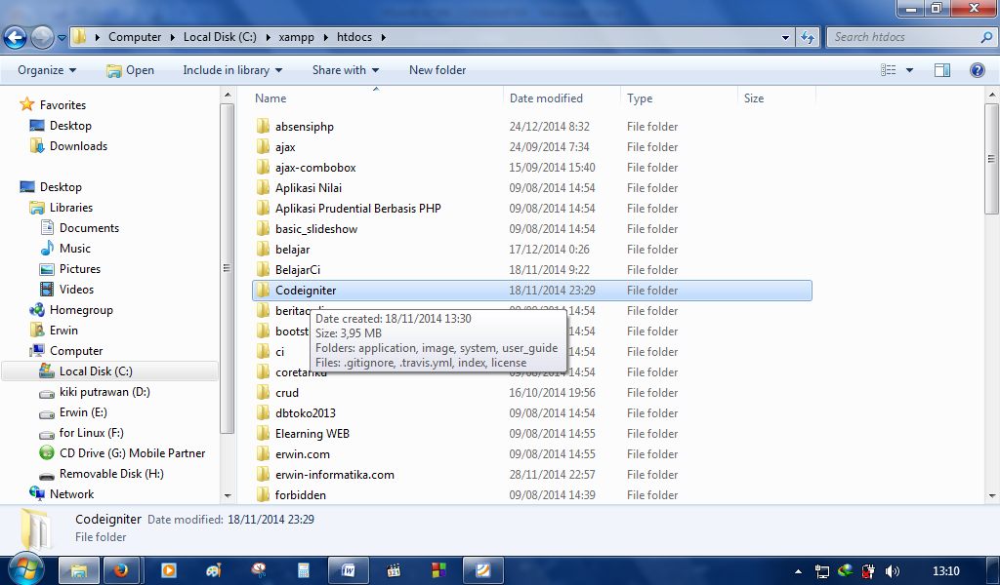 Computer Local Disk (C:) xampp htdocs
Search htdocs
Organize Open Include in library Share with New folder
Favorites
Desktop
Downloads
Desktop
Libraries
Documents
Music
Pictures
Videos
Homegroup
Erwin
Computer
Local Disk (C:)
kiki putrawan (D:)
Erwin (E:)
for Linux (F:)
CD Drive (G:) Mobile Partner
Removable Disk (H:)
Network
Name Date modified Type Size
absensiphp 24/12/2014 8:32 File folder
ajax 24/09/2014 7:34 File folder
ajax-combobox 15/09/2014 15:40 File folder
Aplikasi Nilai 09/08/2014 14:54 File folder
Aplikasi Prudential Berbasis PHP 09/08/2014 14:54 File folder
basic_slideshow 09/08/2014 14:54 File folder
belajar 17/12/2014 0:26 File folder
BelajarCi 18/11/2014 9:22 File folder
Codeigniter 18/11/2014 23:29 File folder
14:54 File folder
Date created: 18/11/2014 13:30
Size: 3,95 MB
Folders: application, image, system, user_guide
Files: .gitignore, .travis.yml, index, license
bootst 14:54 File folder
ci 14:54 File folder
14:54 File folder
crud 16/10/2014 19:56 File folder
dbtoko2013 09/08/2014 14:54 File folder
Elearning WEB 09/08/2014 14:55 File folder
erwin.com 09/08/2014 14:55 File folder
erwin-informatika.com 28/11/2014 22:57 File folder
forbidden 09/08/2014 14:39 File folder
Codeigniter Date modified: 18/11/2014 23:29
File folder
13:10